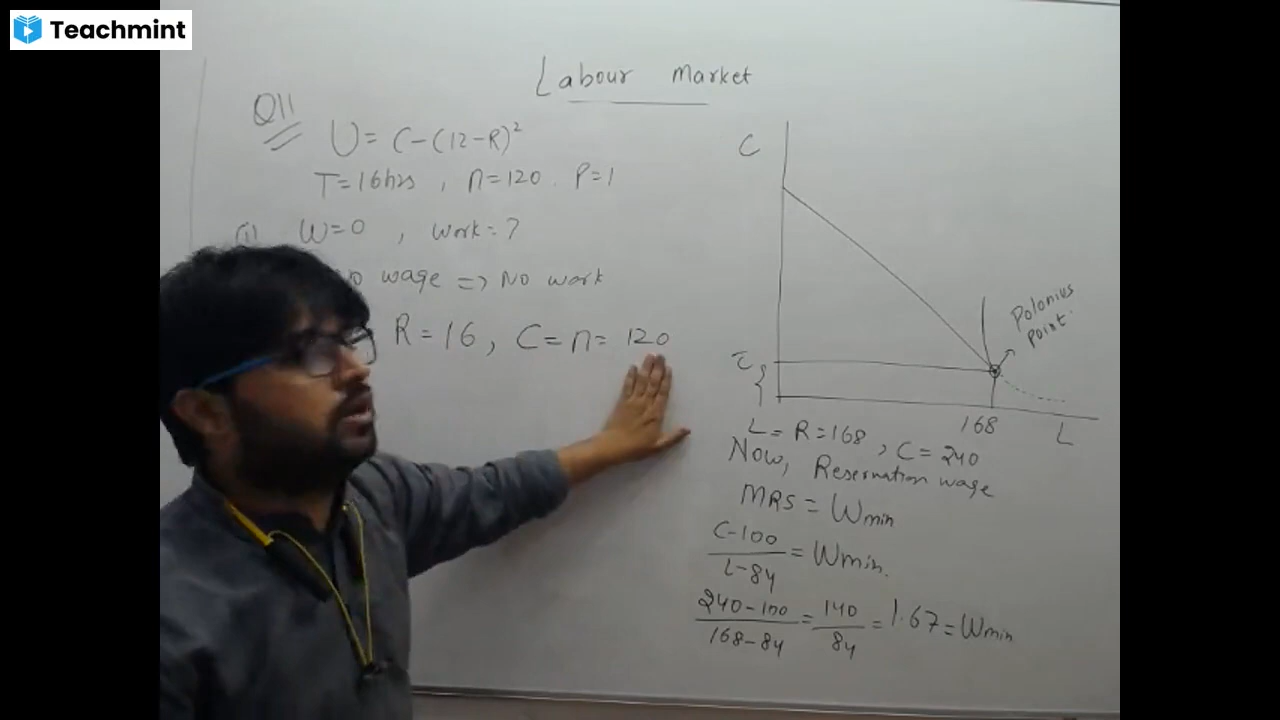 Teachmint
Labour market
Q11
U = C-(12-R)²
T=16hrs , n=120 . P=1
(i) W=0 , work = ?
wage => No work
R = 16 , C = n = 120
C
Polonius
Point.
168
L
L = R = 168 , C = 240
Now, Reservation wage
MRS = Wmin
C-100 / L-84 = Wmin.
240-100 / 168-84 = 140 / 84 = 1.67 = Wmin